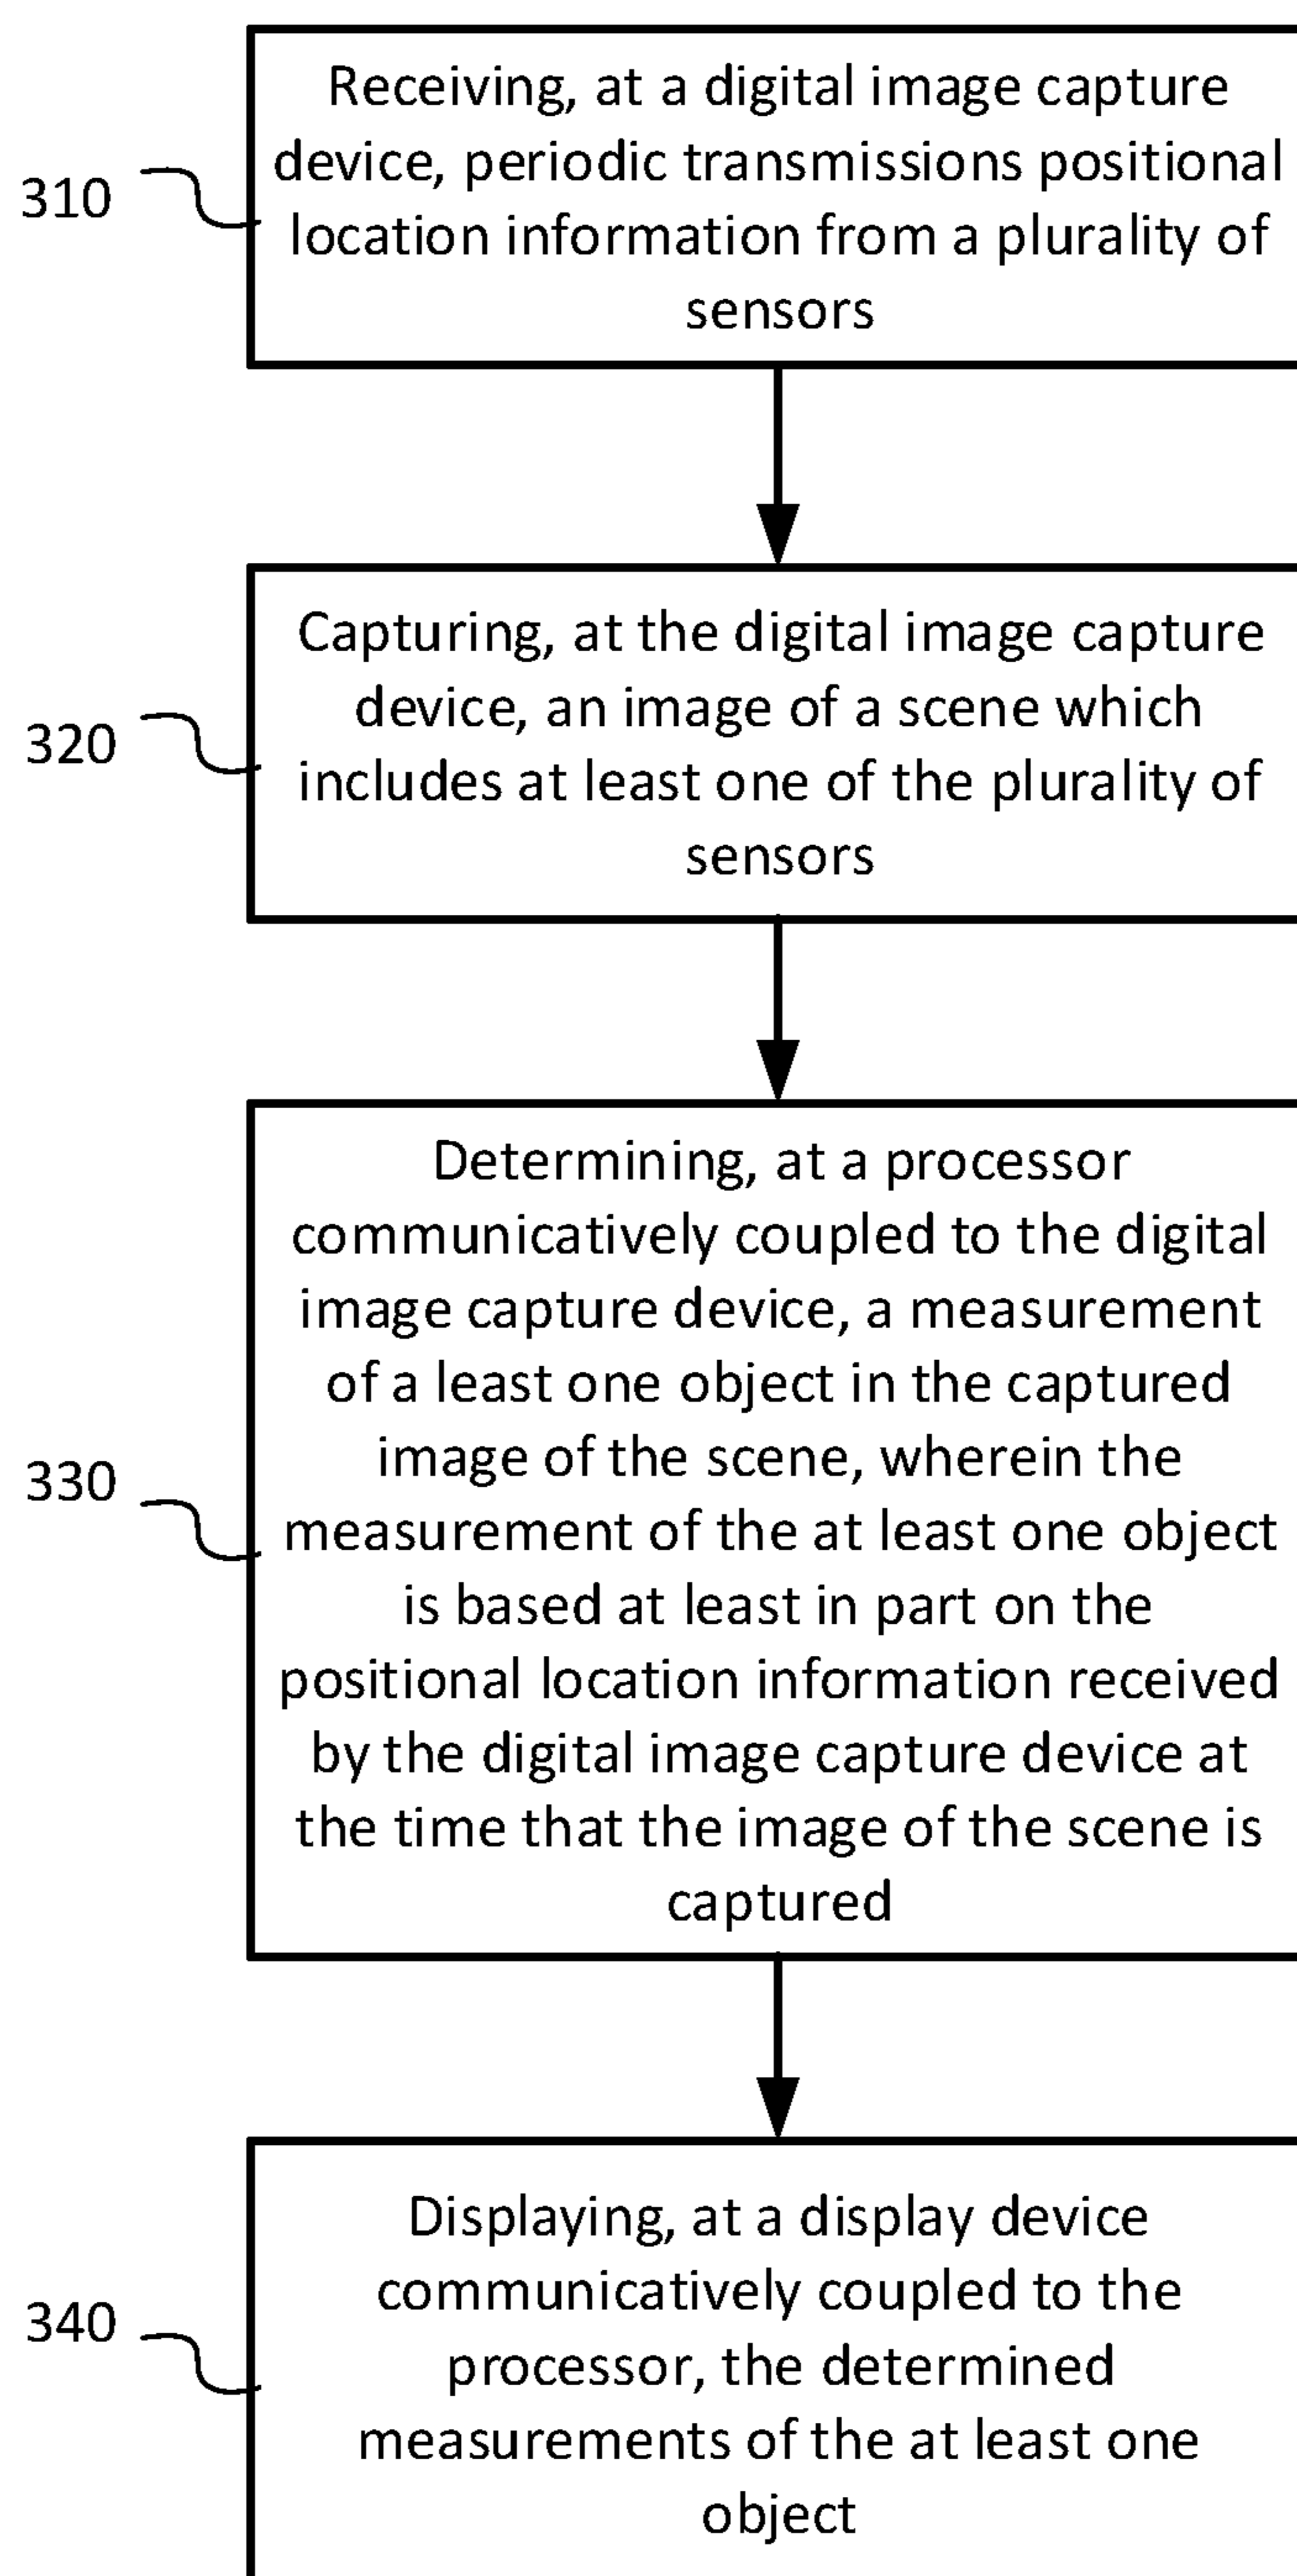 310
Receiving, at a digital image capture
device, periodic transmissions positional
location information from a plurality of
sensors
320
Capturing, at the digital image capture
device, an image of a scene which
includes at least one of the plurality of
sensors
330
Determining, at a processor
communicatively coupled to the digital
image capture device, a measurement
of a least one object in the captured
image of the scene, wherein the
measurement of the at least one object
is based at least in part on the
positional location information received
by the digital image capture device at
the time that the image of the scene is
captured
340
Displaying, at a display device
communicatively coupled to the
processor, the determined
measurements of the at least one
object